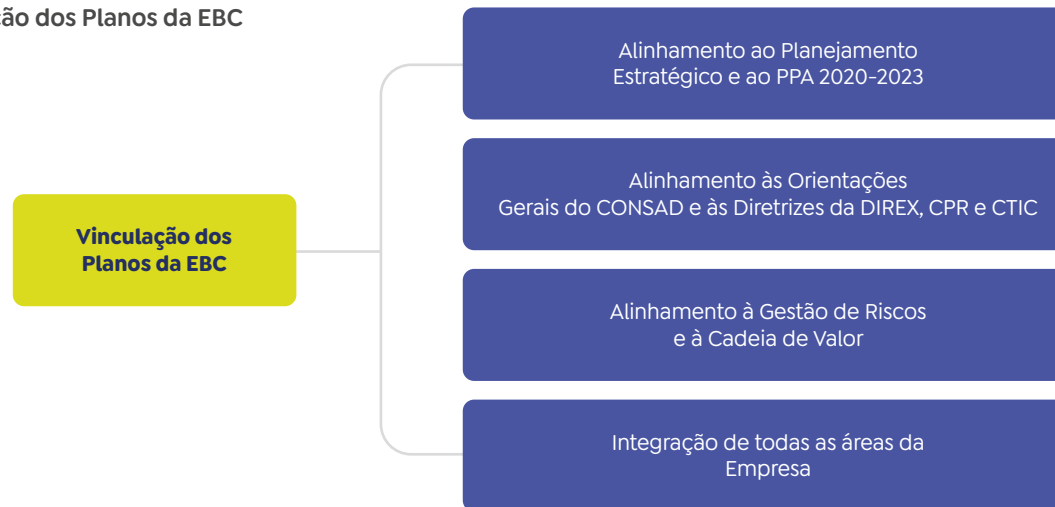 ção dos Planos da EBC
Alinhamento ao Planejamento
Estratégico e ao PPA 2020-2023
Alinhamento às Orientações
Gerais do CONSAD e às Diretrizes da DIREX, CPR e CTIC
Vinculação dos
Planos da EBC
Alinhamento à Gestão de Riscos
e à Cadeia de Valor
Integração de todas as áreas da
Empresa